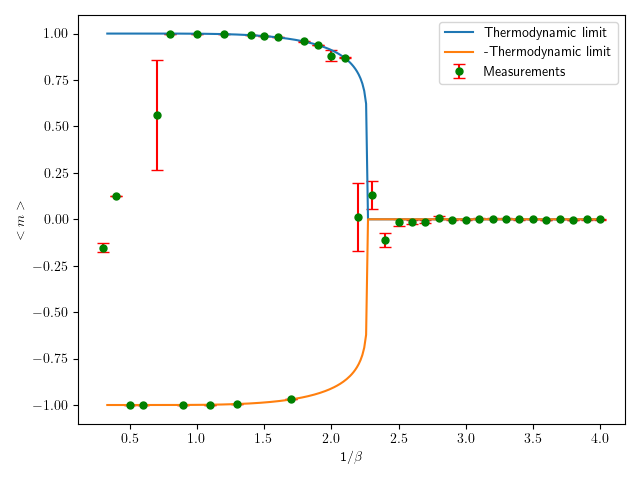 Thermodynamic limit
-Thermodynamic limit
Measurements
1.00
0.75
0.50
0.25
0.00
−0.25
−0.50
−0.75
−1.00
< m >
0.5 1.0 1.5 2.0 2.5 3.0 3.5 4.0
1/β